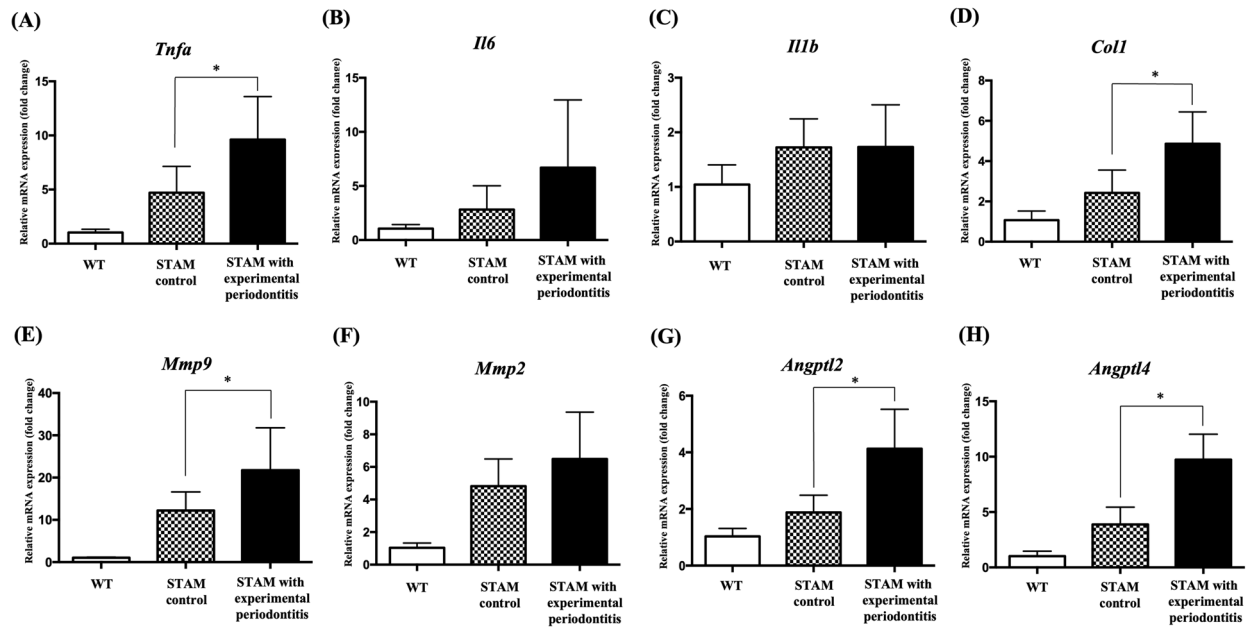 (A)
Tnfa
Relative mRNA expression (fold change)
15
10
5
0
*
WT
STAM
control
STAM with
experimental
periodontitis
(B)
Il6
Relative mRNA expression (fold change)
15
10
5
0
WT
STAM
control
STAM with
experimental
periodontitis
(C)
Il1b
Relative mRNA expression (fold change)
3
2
1
0
WT
STAM
control
STAM with
experimental
periodontitis
(D)
Col1
Relative mRNA expression (fold change)
8
6
4
2
0
*
WT
STAM
control
STAM with
experimental
periodontitis
(E)
Mmp9
Relative mRNA expression (fold change)
40
30
20
10
0
*
WT
STAM
control
STAM with
experimental
periodontitis
(F)
Mmp2
Relative mRNA expression (fold change)
10
8
6
4
2
0
WT
STAM
control
STAM with
experimental
periodontitis
(G)
Angptl2
Relative mRNA expression (fold change)
6
4
2
0
*
WT
STAM
control
STAM with
experimental
periodontitis
(H)
Angptl4
Relative mRNA expression (fold change)
15
10
5
0
*
WT
STAM
control
STAM with
experimental
periodontitis